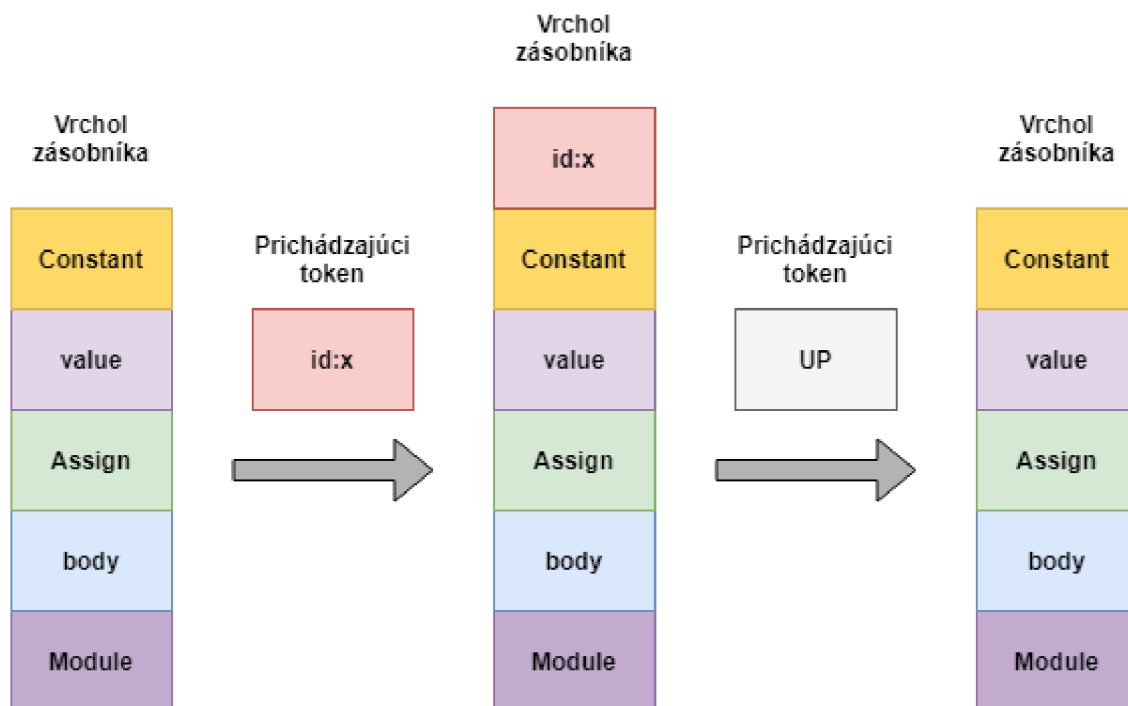 Vrchol
zásobníka
Constant
value
Assign
body
Module
Prichádzajúci
token
id:x
Vrchol
zásobníka
id:x
Constant
value
Assign
body
Module
Prichádzajúci
token
UP
Vrchol
zásobníka
Constant
value
Assign
body
Module